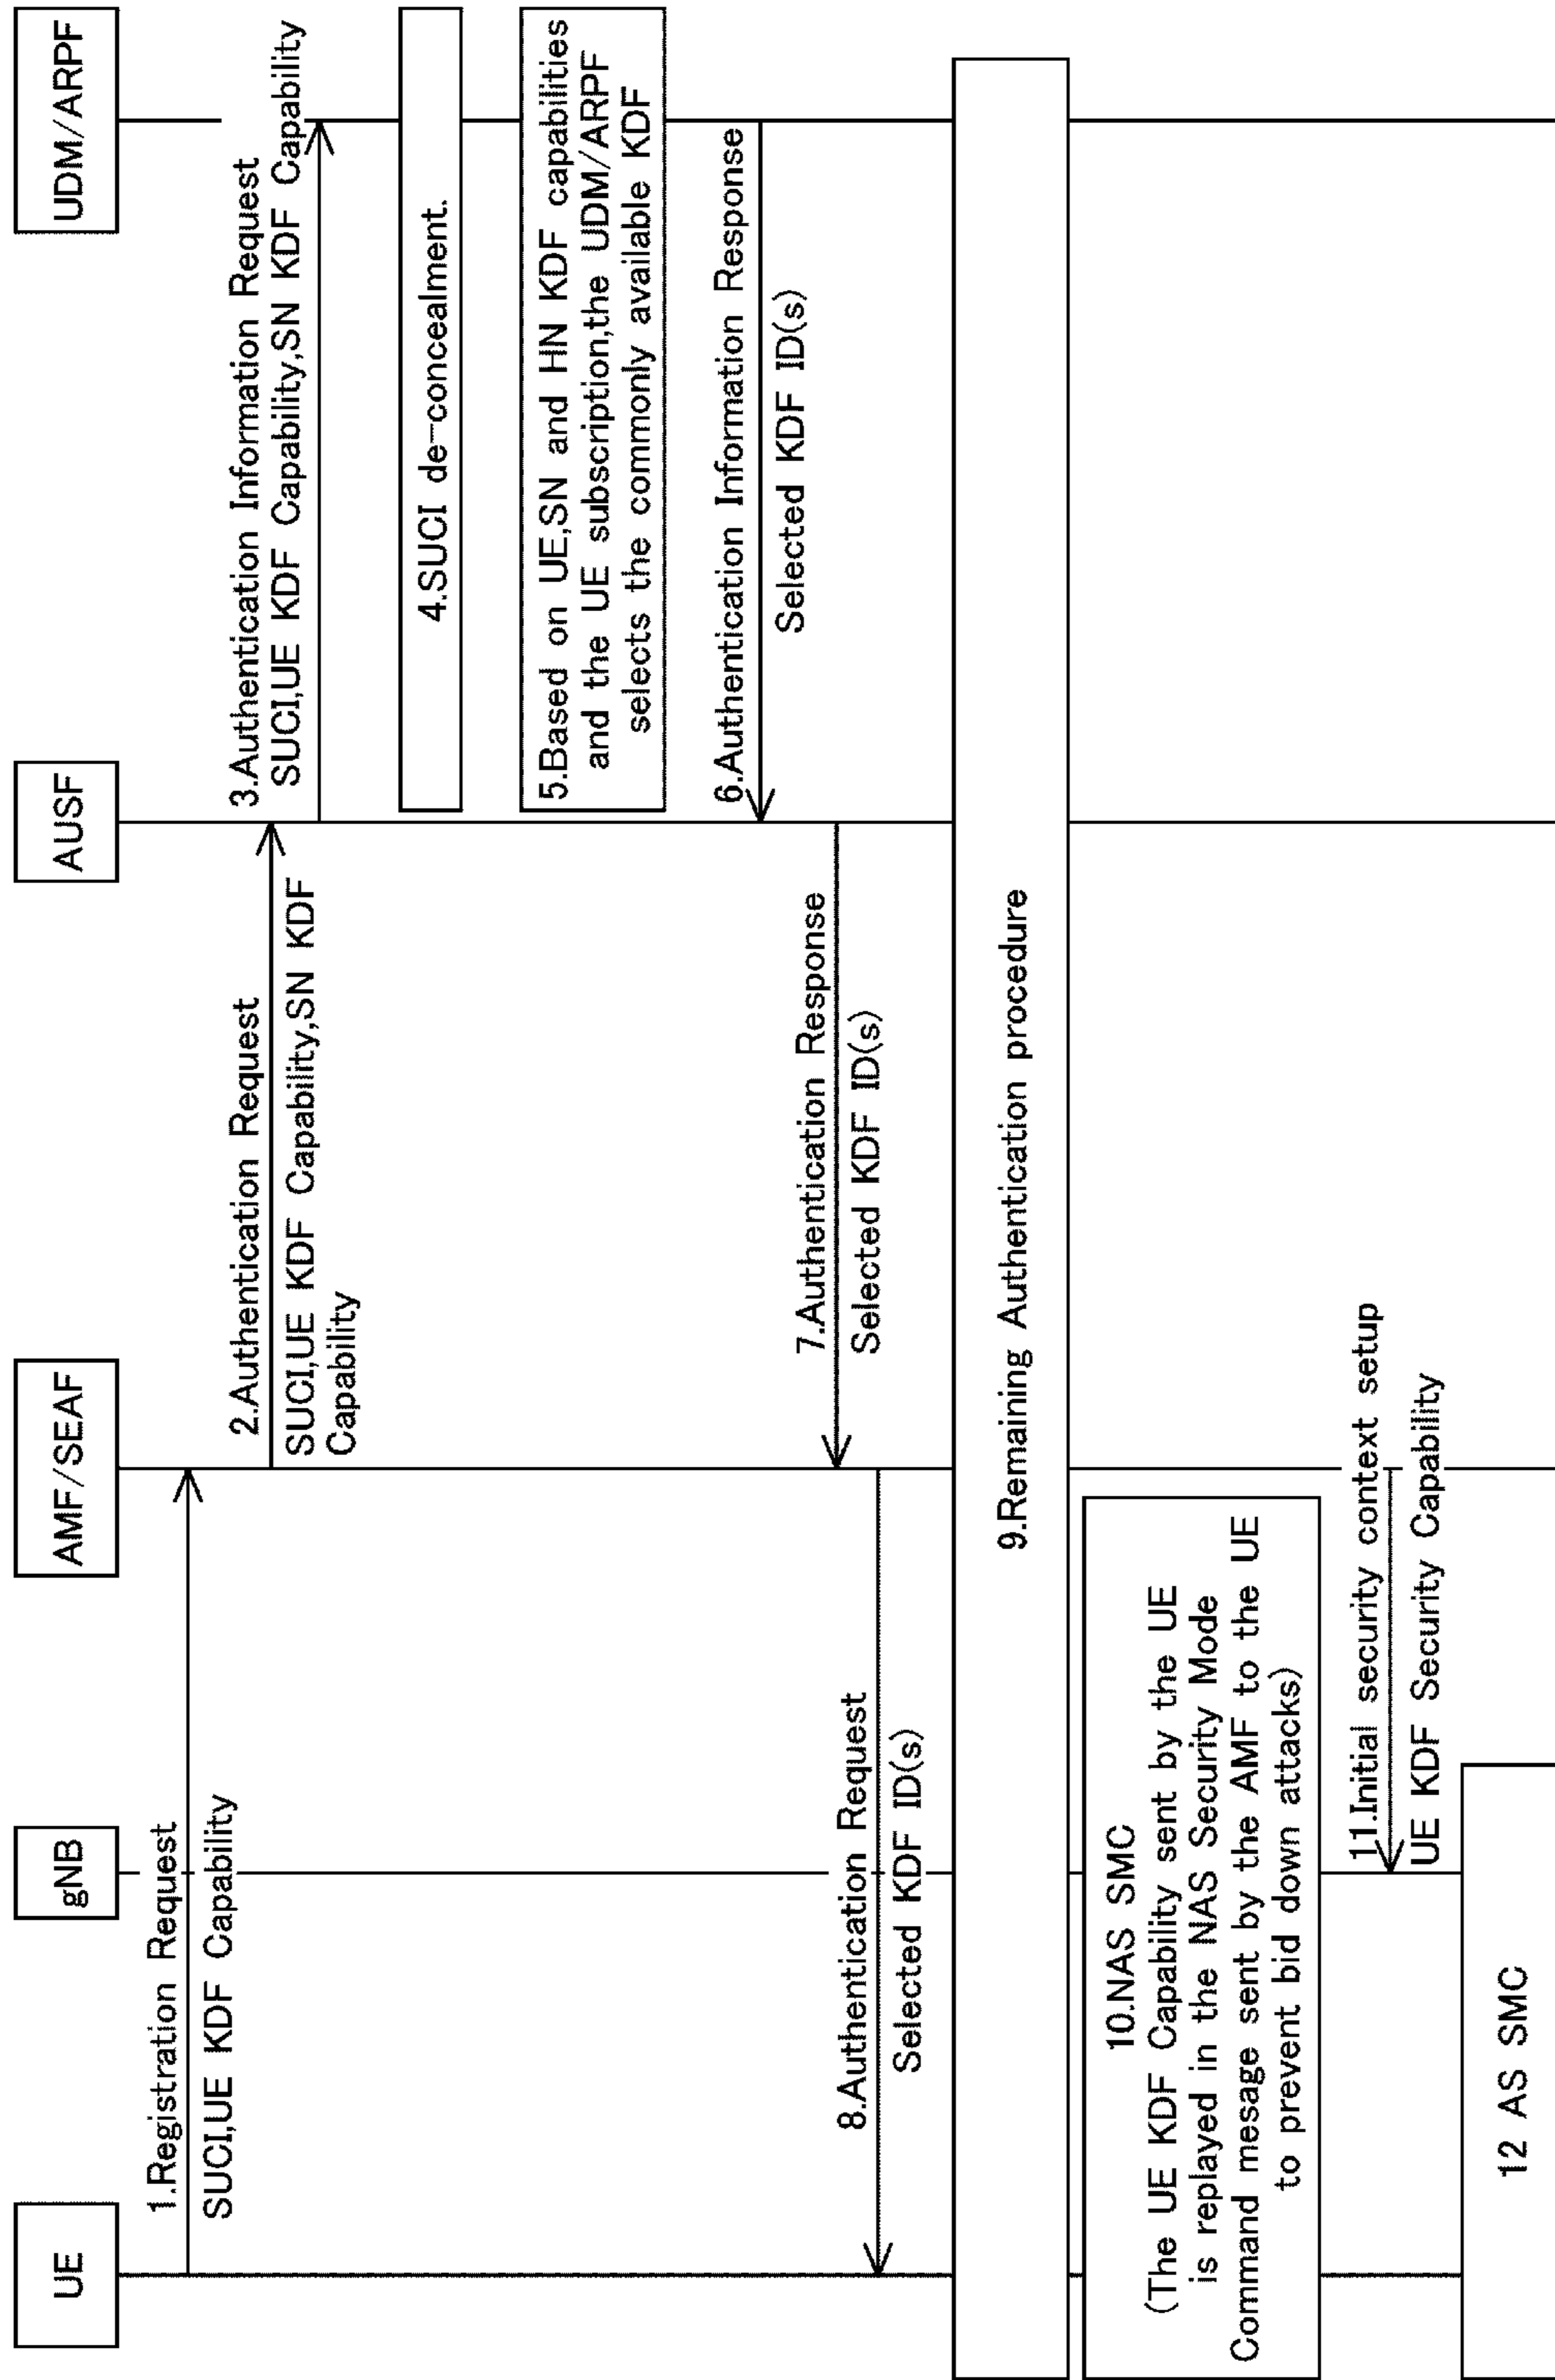 UE
gNB
AMF/SEAF
AUSF
UDM/ARPF
1.Registration Request
SUCI,UE KDF Capability
2.Authentication Request
SUCI,UE KDF Capability,SN KDF
Capability
3.Authentication Information Request
SUCI,UE KDF Capability,SN KDF Capability
4.SUCI de-concealment.
5.Based on UE,SN and HN KDF capabilities
and the UE subscription,the UDM/ARPF
selects the commonly available KDF
6.Authentication Information Response
Selected KDF ID(s)
7.Authentication Response
Selected KDF ID(s)
8.Authentication Request
Selected KDF ID(s)
9.Remaining Authentication procedure
10.NAS SMC
(The UE KDF Capability sent by the UE
is replayed in the NAS Security Mode
Command mesage sent by the AMF to the UE
to prevent bid down attacks)
11.Initial security context setup
UE KDF Security Capability
12 AS SMC